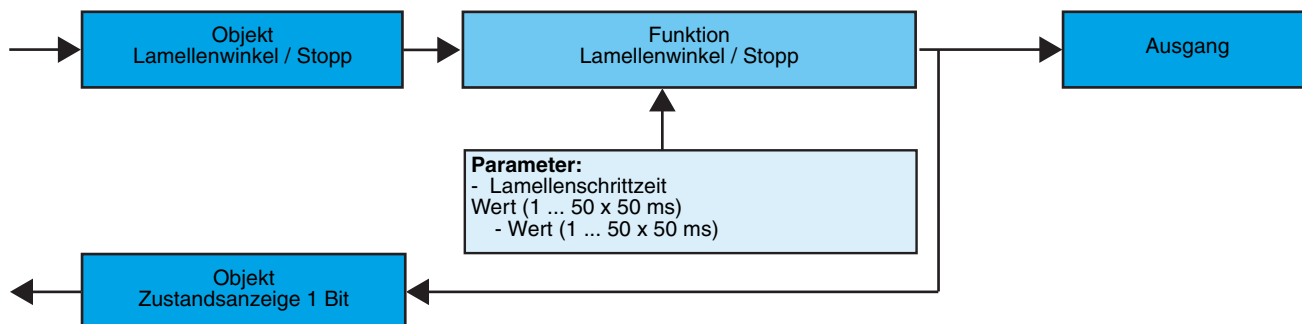 Objekt
Lamellenwinkel / Stopp
Funktion
Lamellenwinkel / Stopp
Ausgang
Parameter:
- Lamellenschrittzeit
Wert (1 ... 50 x 50 ms)
- Wert (1 ... 50 x 50 ms)
Objekt
Zustandsanzeige 1 Bit